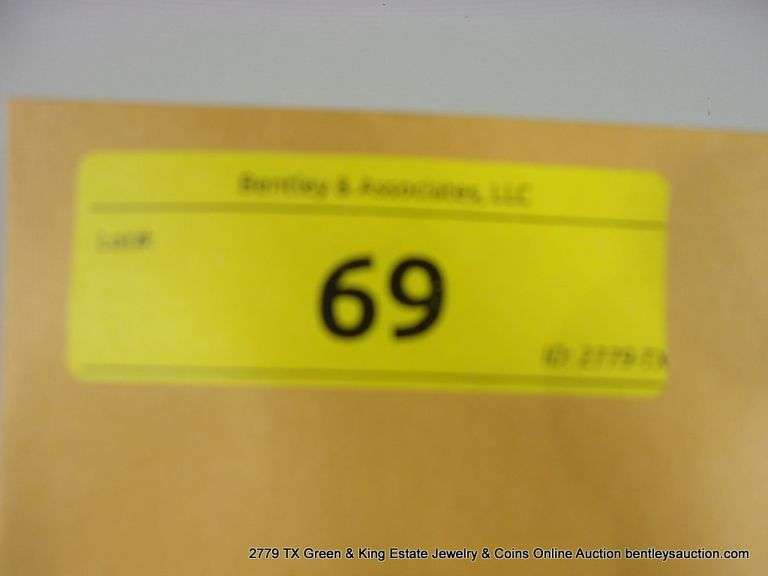 Bentley & Associates, LLC
Lot#
69
ID: 2779-TX
2779 TX Green & King Estate Jewelry & Coins Online Auction bentleysauction.com